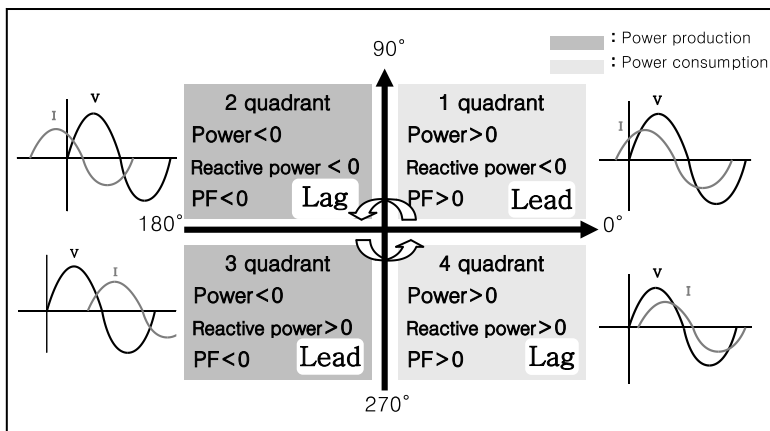 90°
: Power production
: Power consumption
V
I
2 quadrant
Power<0
Reactive power < 0
PF<0
Lag
1 quadrant
Power>0
Reactive power<0
PF>0
Lead
V
I
180°
0°
V
I
3 quadrant
Power<0
Reactive power>0
PF<0
Lead
4 quadrant
Power>0
Reactive power>0
PF>0
Lag
V
I
270°